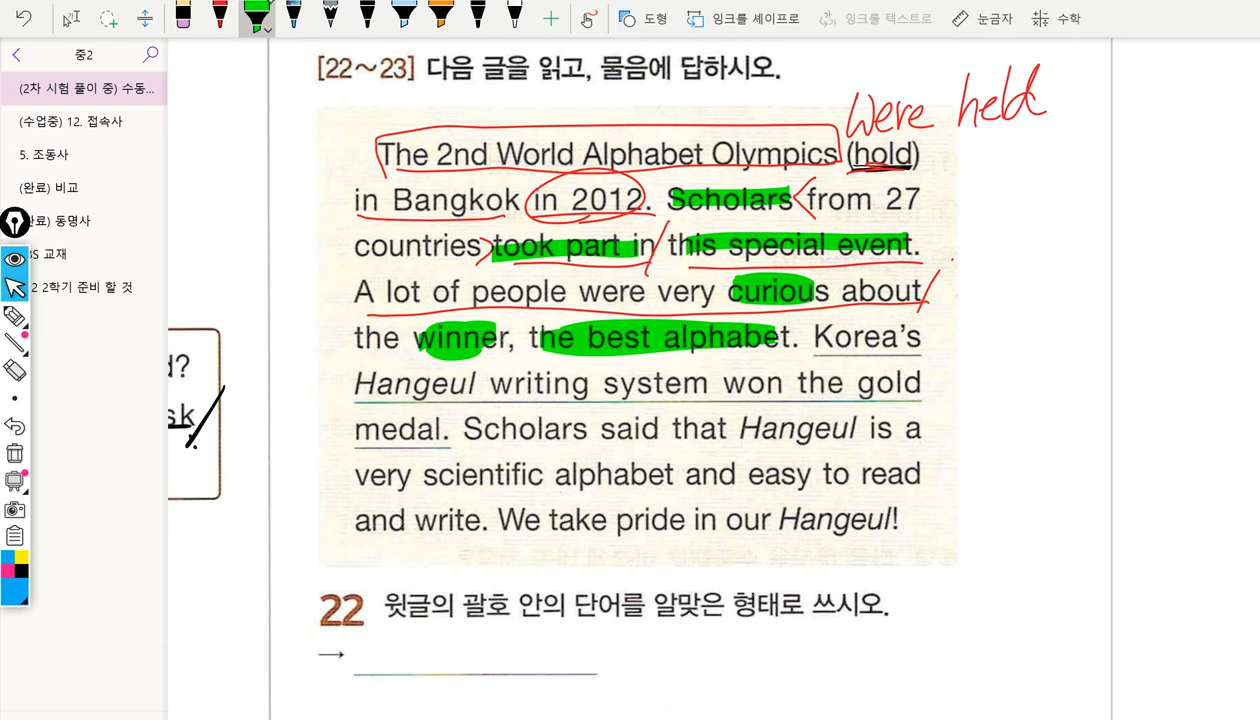 도형
잉크를 셰이프로
잉크를 텍스트로
눈금자
수학
중2
(2차 시험 풀이 중) 수동...
(수업중) 12. 접속사
5. 조동사
(완료) 비교
완료) 동명사
BS 교재
2 2학기 준비 할 것
d?
sk
[22~23] 다음 글을 읽고, 물음에 답하시오.
were held
The 2nd World Alphabet Olympics (hold)
in Bangkok in 2012. Scholars from 27
countries took part in this special event.
A lot of people were very curious about
the winner, the best alphabet. Korea's
Hangeul writing system won the gold
medal. Scholars said that Hangeul is a
very scientific alphabet and easy to read
and write. We take pride in our Hangeul!
22 윗글의 괄호 안의 단어를 알맞은 형태로 쓰시오.
→